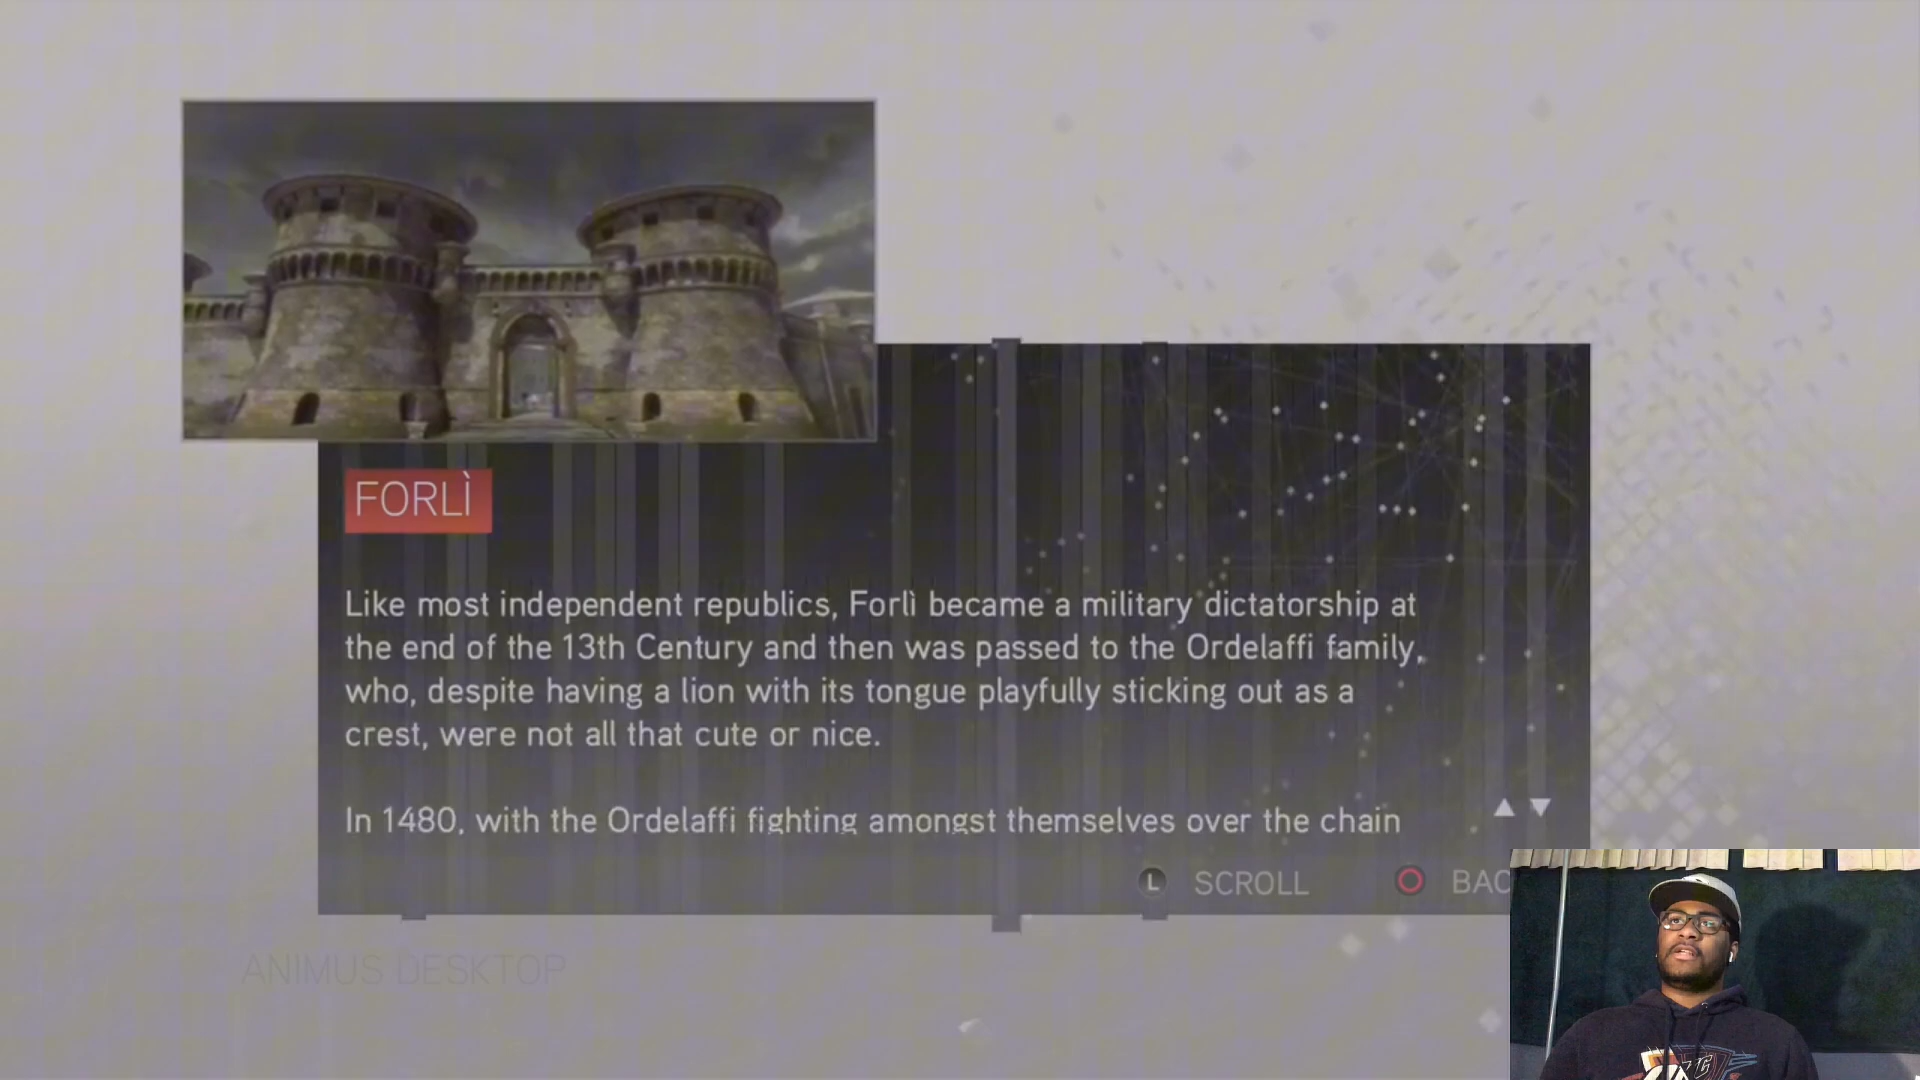 FORLÌ
Like most independent republics, Forlì became a military dictatorship at
the end of the 13th Century and then was passed to the Ordelaffi family,
who, despite having a lion with its tongue playfully sticking out as a
crest, were not all that cute or nice.
In 1480, with the Ordelaffi fighting amongst themselves over the chain
L SCROLL
ANIMUS DESKTOP